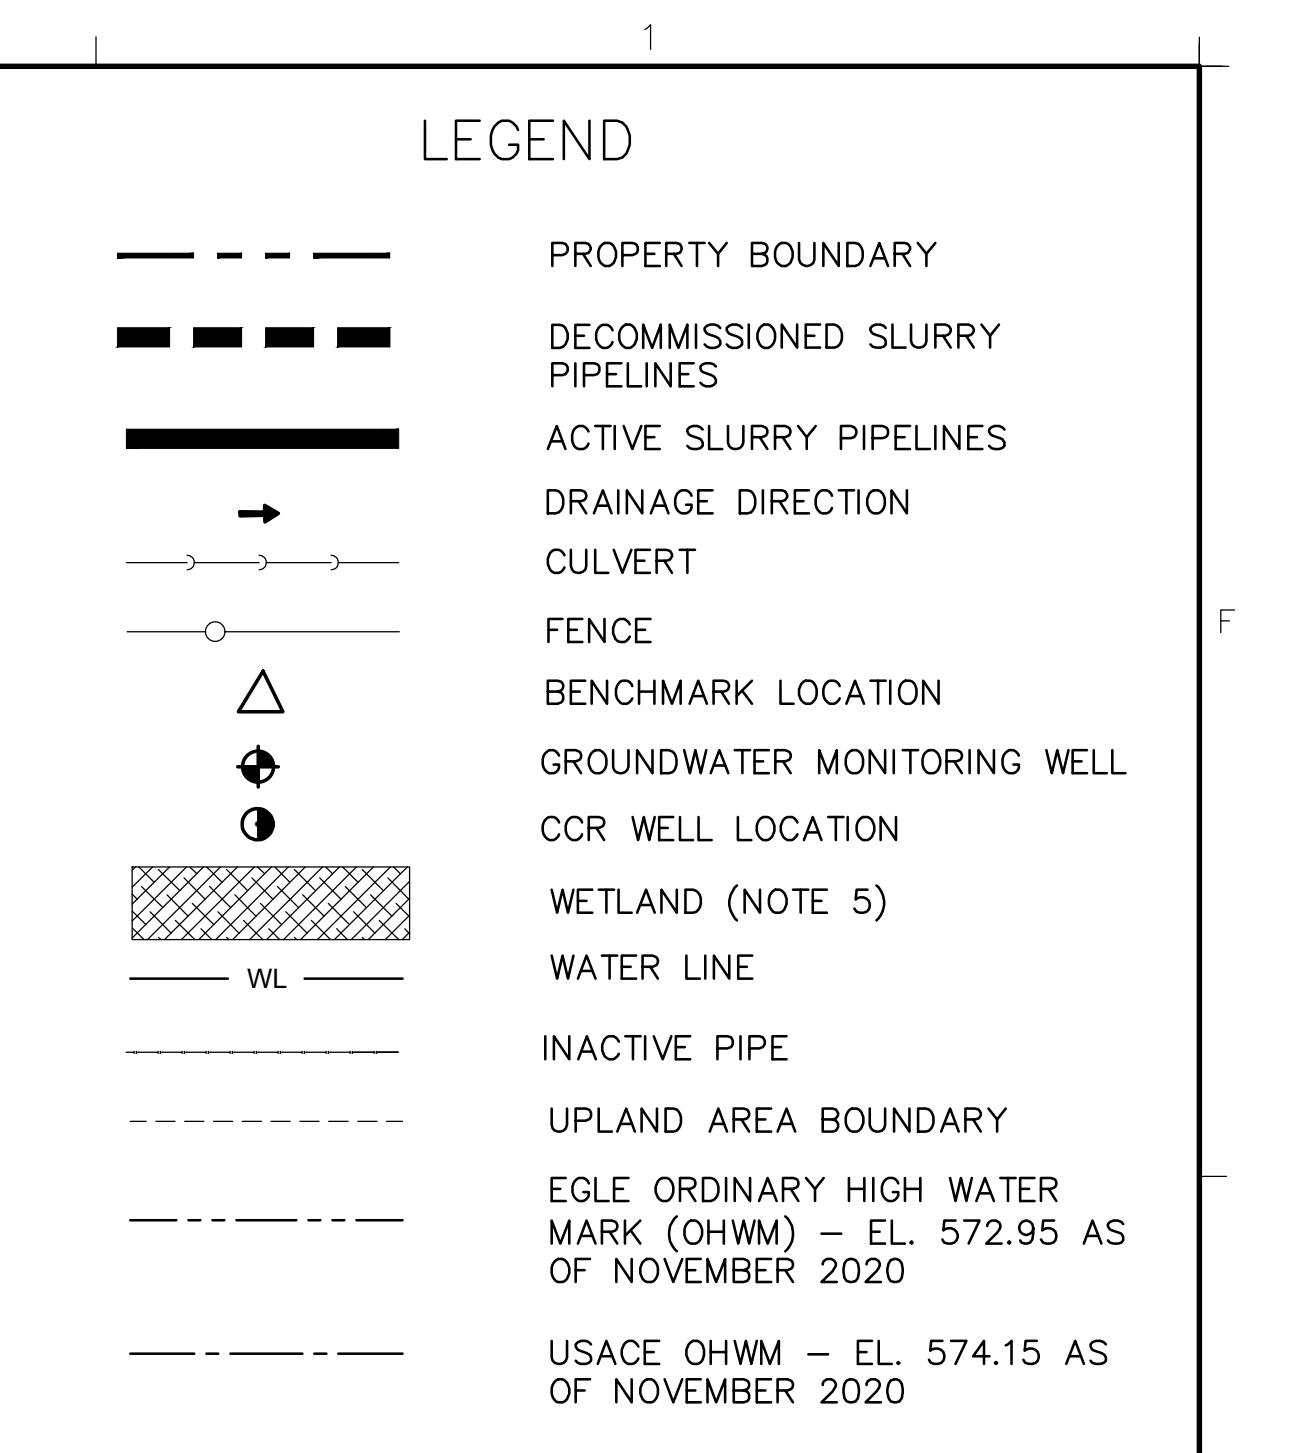 1
LEGEND
PROPERTY BOUNDARY
DECOMMISSIONED SLURRY
PIPELINES
ACTIVE SLURRY PIPELINES
DRAINAGE DIRECTION
CULVERT
FENCE
F
BENCHMARK LOCATION
GROUNDWATER MONITORING WELL
CCR WELL LOCATION
WETLAND (NOTE 5)
WL WATER LINE
INACTIVE PIPE
UPLAND AREA BOUNDARY
EGLE ORDINARY HIGH WATER
MARK (OHWM) – EL. 572.95 AS
OF NOVEMBER 2020
USACE OHWM – EL. 574.15 AS
OF NOVEMBER 2020